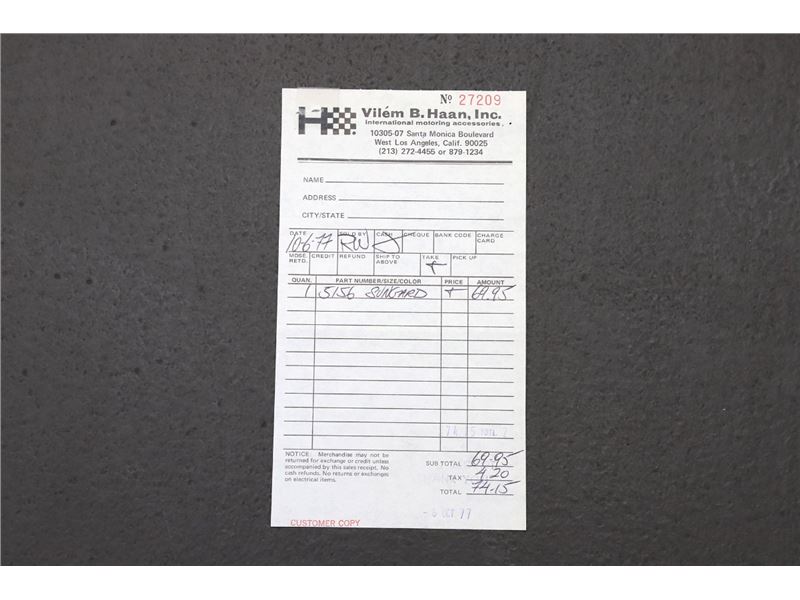 Nº 27209
H
Vilém B. Haan, Inc.
International motoring accessories.
10305-07 Santa Monica Boulevard
West Los Angeles, Calif. 90025
(213) 272-4455 or 879-1234
NAME
ADDRESS
CITY/STATE
DATE SOLD BY CASH CHEQUE BANK CODE CHARGE CARD
10-6-77 RW
MDSE. RETD. CREDIT REFUND SHIP TO ABOVE TAKE PICK UP
QUAN. PART NUMBER/SIZE/COLOR PRICE AMOUNT
1 5156 SUNGARD 69.95
NOTICE: Merchandise may not be
returned for exchange or credit unless
accompanied by this sales receipt. No
cash refunds. No returns or exchanges
on electrical items.
SUB TOTAL 69.95
TAX 4.20
TOTAL 74.15
- 6 OCT 77
CUSTOMER COPY